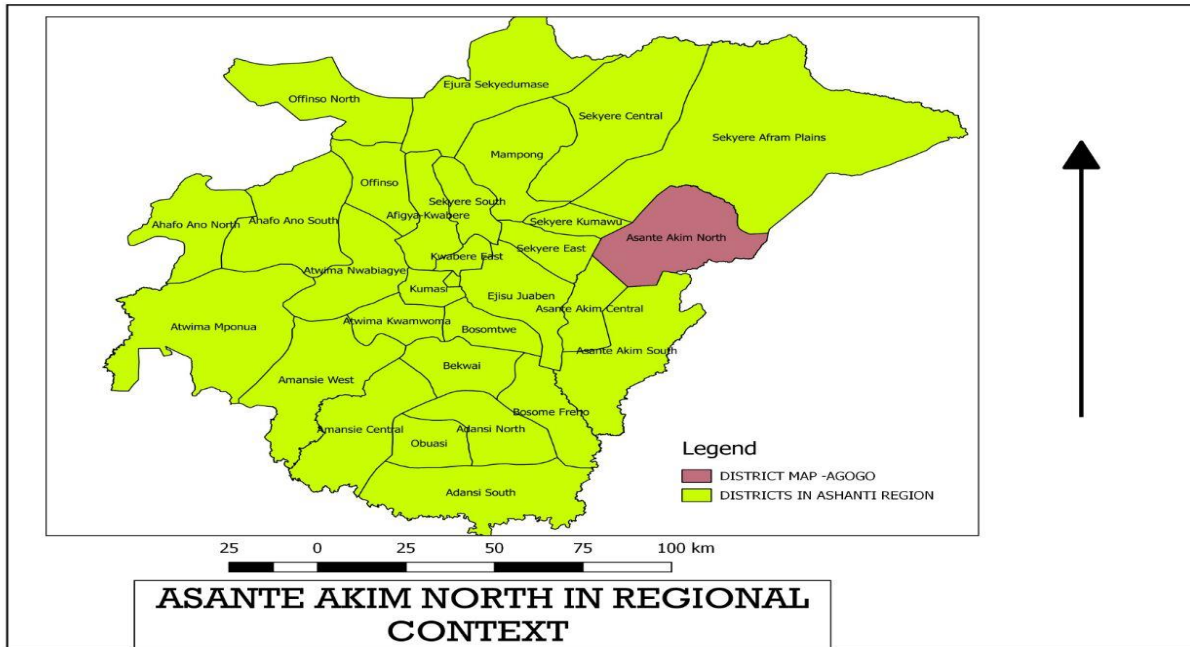 Ejura Sekyedumase
Offinso North
Sekyere Central
Sekyere Afram Plains
Mampong
Offinso
Sekyere South
Afigya-Kwabere
Ahafo Ano North
Ahafo Ano South
Sekyere Kumawu
Asante Akim North
Sekyere East
Kwabere East
Atwima Nwabiagye
Kumasi
Ejisu Juaben
Asante Akim Central
Atwima Mponua
Atwima Kwamwoma
Bosomtwe
Asante Akim South
Bekwai
Amansie West
Bosome Freho
Amansie Central
Adansi North
Obuasi
Adansi South
Legend
DISTRICT MAP -AGOGO
DISTRICTS IN ASHANTI REGION
25 0 25 50 75 100 km
ASANTE AKIM NORTH IN REGIONAL
CONTEXT